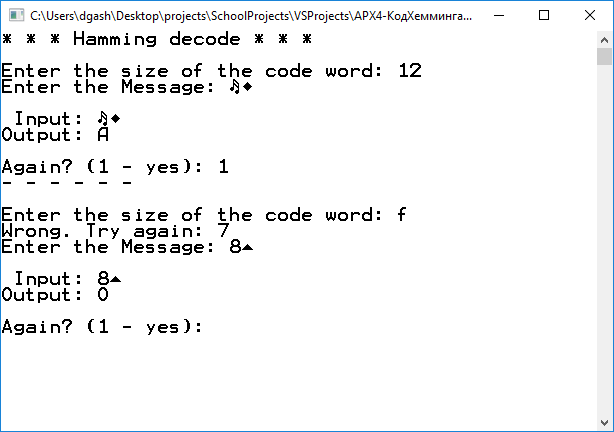 C:\Users\dgash\Desktop\projects\SchoolProjects\VSProjects\АРХ4-КодХемминга...
* * * Hamming decode * * *
Enter the size of the code word: 12
Enter the Message: ♫♦
Input: ♫♦
Output: A
Again? (1 - yes): 1
- - - - - -
Enter the size of the code word: f
Wrong. Try again: 7
Enter the Message: 8▲
Input: 8▲
Output: O
Again? (1 - yes):